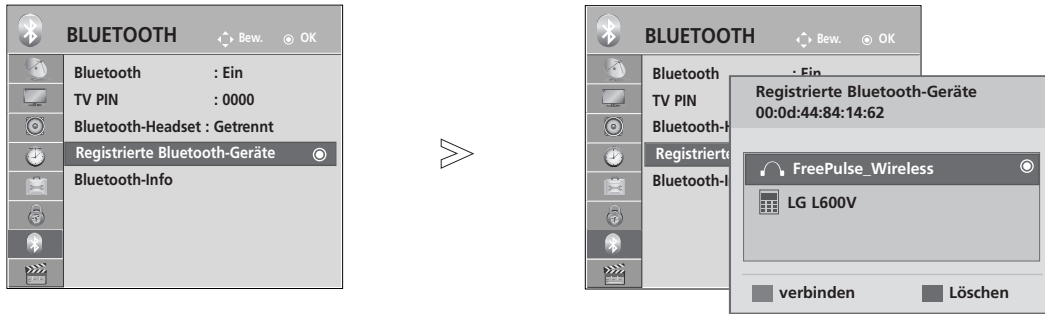 BLUETOOTH Bew. OK
Bluetooth : Ein
TV PIN : 0000
Bluetooth-Headset : Getrennt
Registrierte Bluetooth-Geräte
Bluetooth-Info
BLUETOOTH Bew. OK
Bluetooth : Ein
TV PIN
Bluetooth-H
Registrierte
Bluetooth-I
Registrierte Bluetooth-Geräte
00:0d:44:84:14:62
FreePulse_Wireless
LG L600V
verbinden Löschen